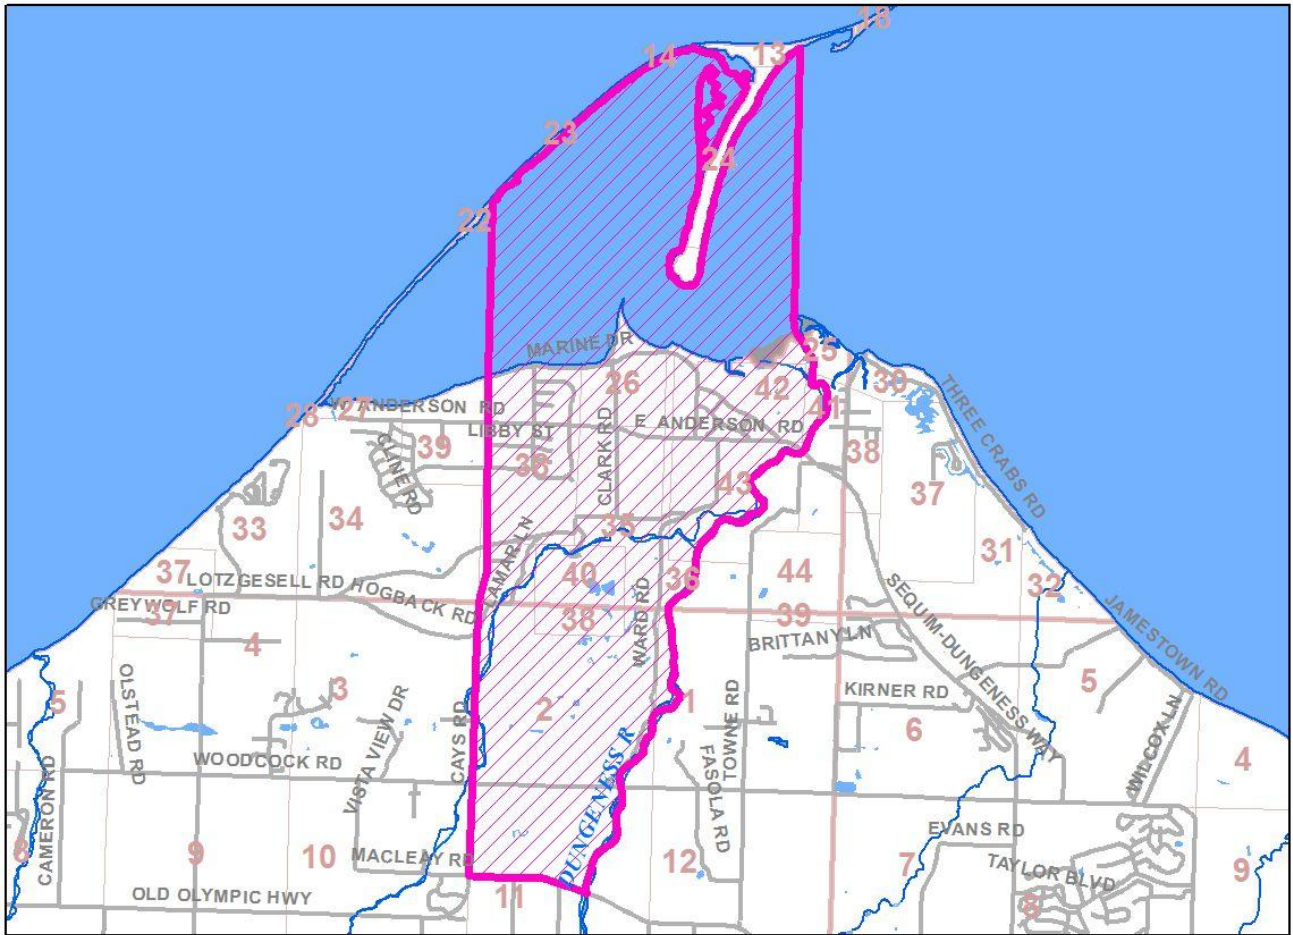 18
14
13
23
24
22
MARINE DR
25
26
42
30
THREE CRABS RD
W ANDERSON RD
28
27
41
LIBBY ST
E ANDERSON RD
CLINE RD
39
CLARK RD
38
36
43
37
33
34
35
31
LAMAR LN
37
LOTZGESELL RD
HOGBACK RD
40
36
44
SEQUIM-DUNGENESS WAY
32
GREYWOLF RD
37
38
WARD RD
39
JAMESTOWN RD
4
BRITTANY LN
5
OLSTEAD RD
3
VISTA VIEW DR
CAYS RD
2
1
TOWNE RD
KIRNER RD
6
5
WILCOX LN
WOODCOCK RD
DUNGENESS R
FASOLA RD
4
CAMERON RD
8
9
10
MACLEAY RD
12
EVANS RD
7
TAYLOR BLVD
9
OLD OLYMPIC HWY
11
8